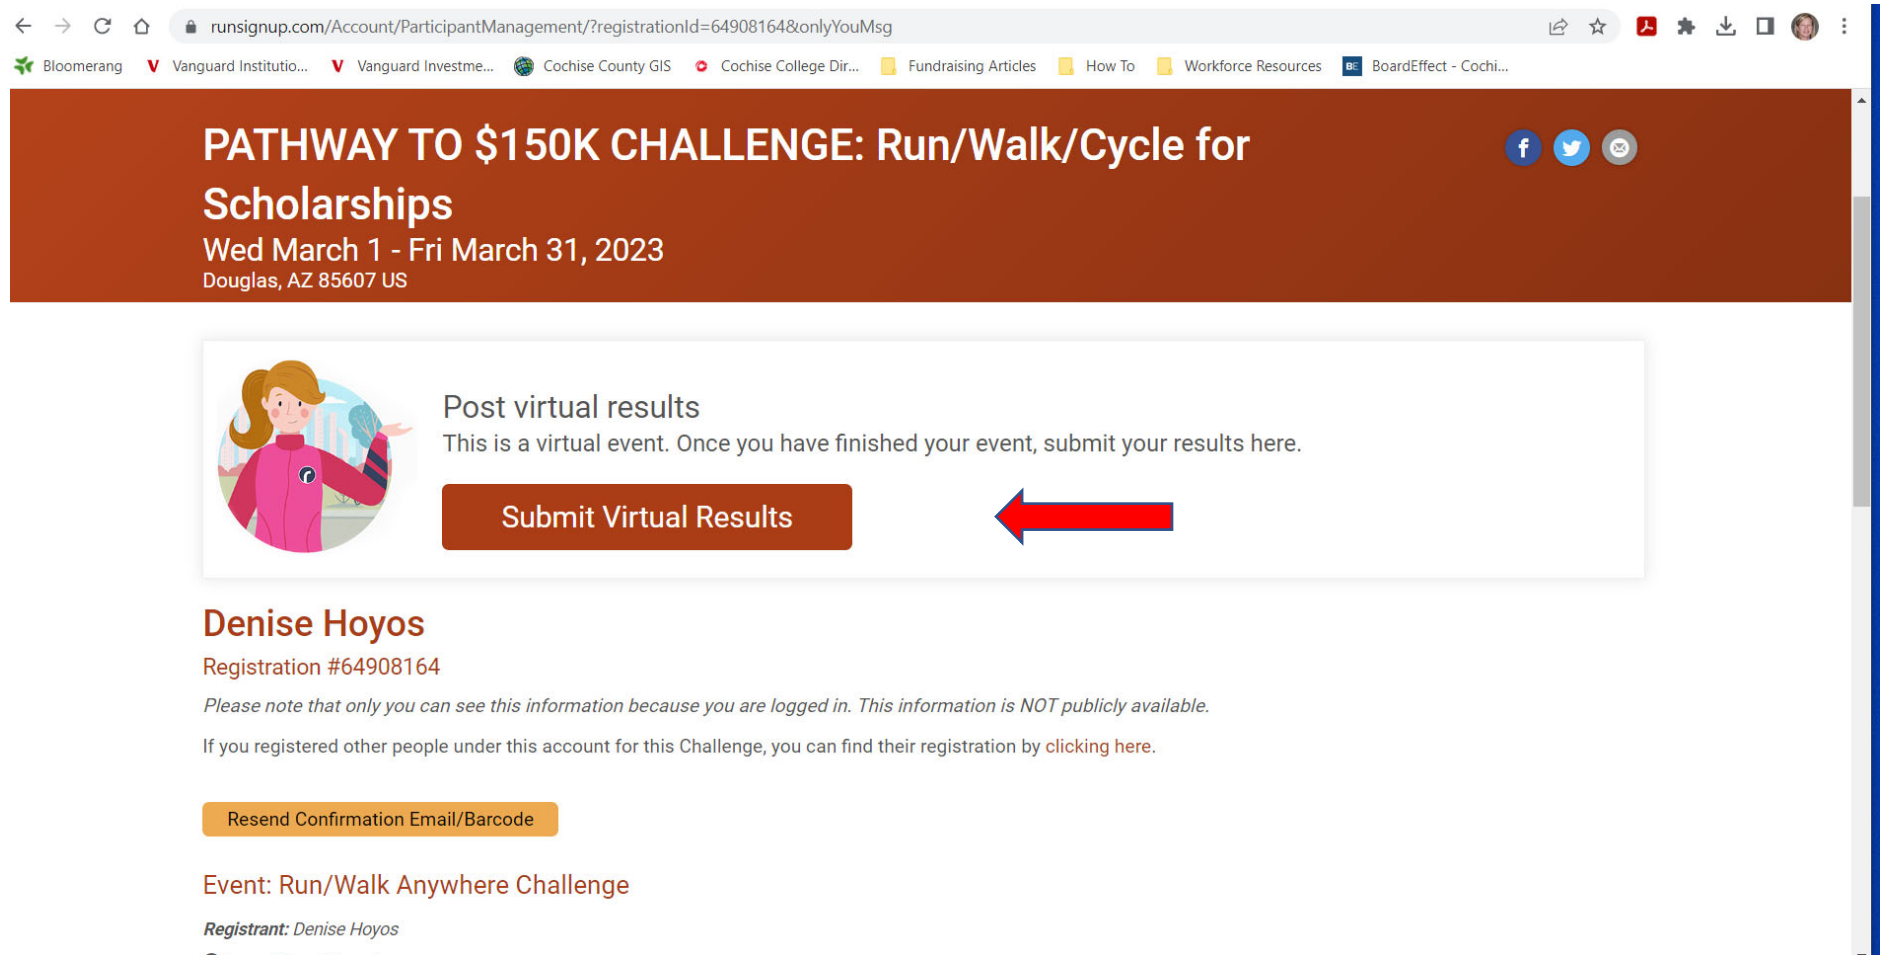 runsignup.com/Account/ParticipantManagement/?registrationId=64908164&onlyYouMsg
Bloomerang V Vanguard Institutio... V Vanguard Investme... Cochise County GIS Cochise College Dir... Fundraising Articles How To Workforce Resources BE BoardEffect - Cochi...
PATHWAY TO $150K CHALLENGE: Run/Walk/Cycle for
Scholarships
Wed March 1 - Fri March 31, 2023
Douglas, AZ 85607 US
Post virtual results
This is a virtual event. Once you have finished your event, submit your results here.
Submit Virtual Results
Denise Hoyos
Registration #64908164
Please note that only you can see this information because you are logged in. This information is NOT publicly available.
If you registered other people under this account for this Challenge, you can find their registration by clicking here.
Resend Confirmation Email/Barcode
Event: Run/Walk Anywhere Challenge
Registrant: Denise Hoyos